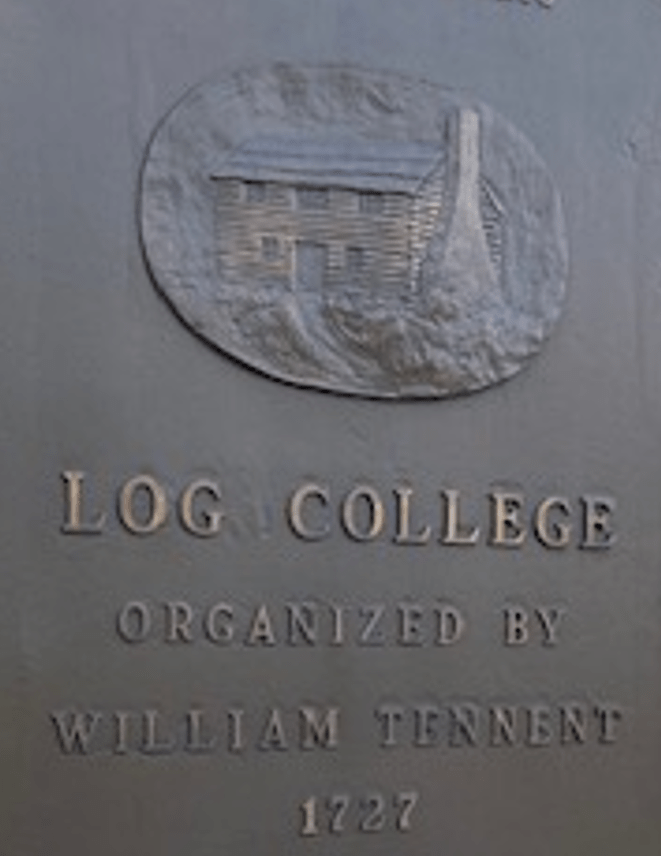 LOG COLLEGE
ORGANIZED BY
WILLIAM TENNENT
1727